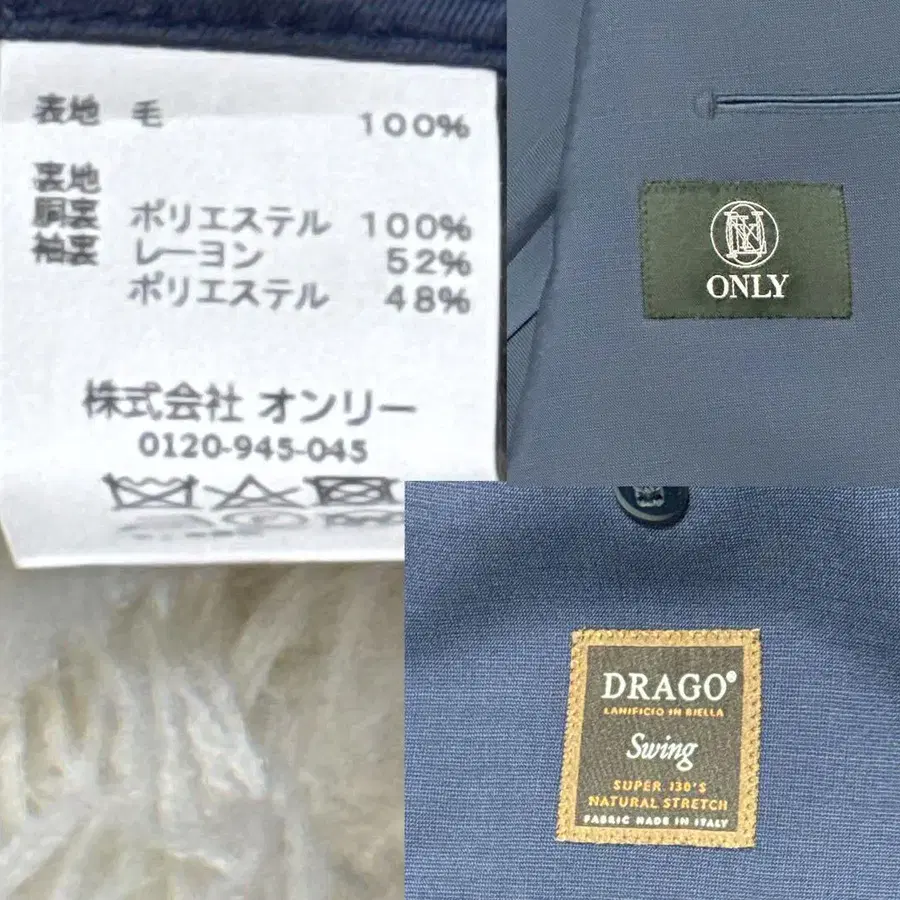 表地 毛 100%
裏地
胴裏 ポリエステル 100%
袖裏 レーヨン 52%
ポリエステル 48%
株式会社 オンリー
0120-945-045
ONLY
DRAGO®
LANIFICIO IN BIELLA
Swing
SUPER 130'S
NATURAL STRETCH
FABRIC MADE IN ITALY